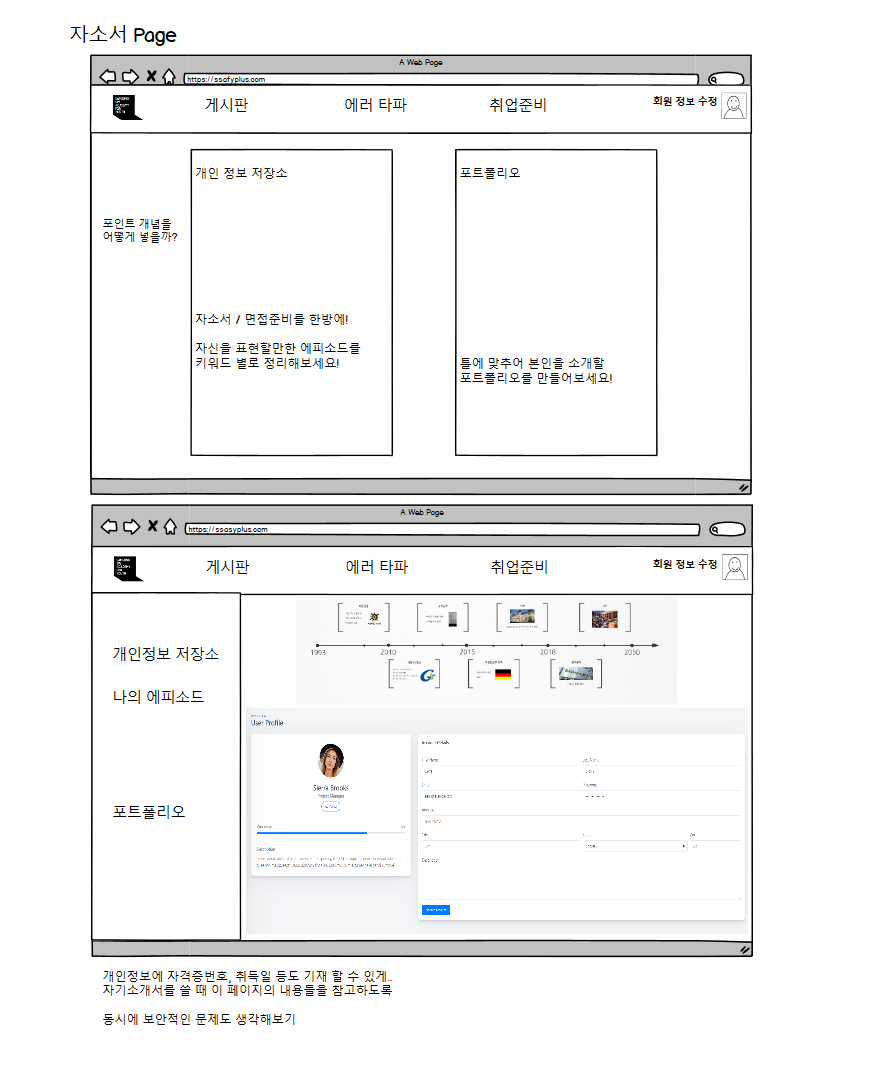 자소서 Page
A Web Page
https://ssafyplus.com
게시판
에러 타파
취업준비
회원 정보 수정
포인트 개념을
어떻게 넣을까?
개인 정보 저장소
자소서 / 면접준비를 한방에!
자신을 표현할만한 에피소드를
키워드 별로 정리해보세요!
포트폴리오
틀에 맞추어 본인을 소개할
포트폴리오를 만들어보세요!
A Web Page
https://ssasyplus.com
게시판
에러 타파
취업준비
회원 정보 수정
개인정보 저장소
나의 에피소드
포트폴리오
1993
2010
2015
2018
2050
User Profile
Sierra Brooks
Project Manager
Account Details
Description
개인정보에 자격증번호, 취득일 등도 기재 할 수 있게..
자기소개서를 쓸 때 이 페이지의 내용들을 참고하도록
동시에 보안적인 문제도 생각해보기